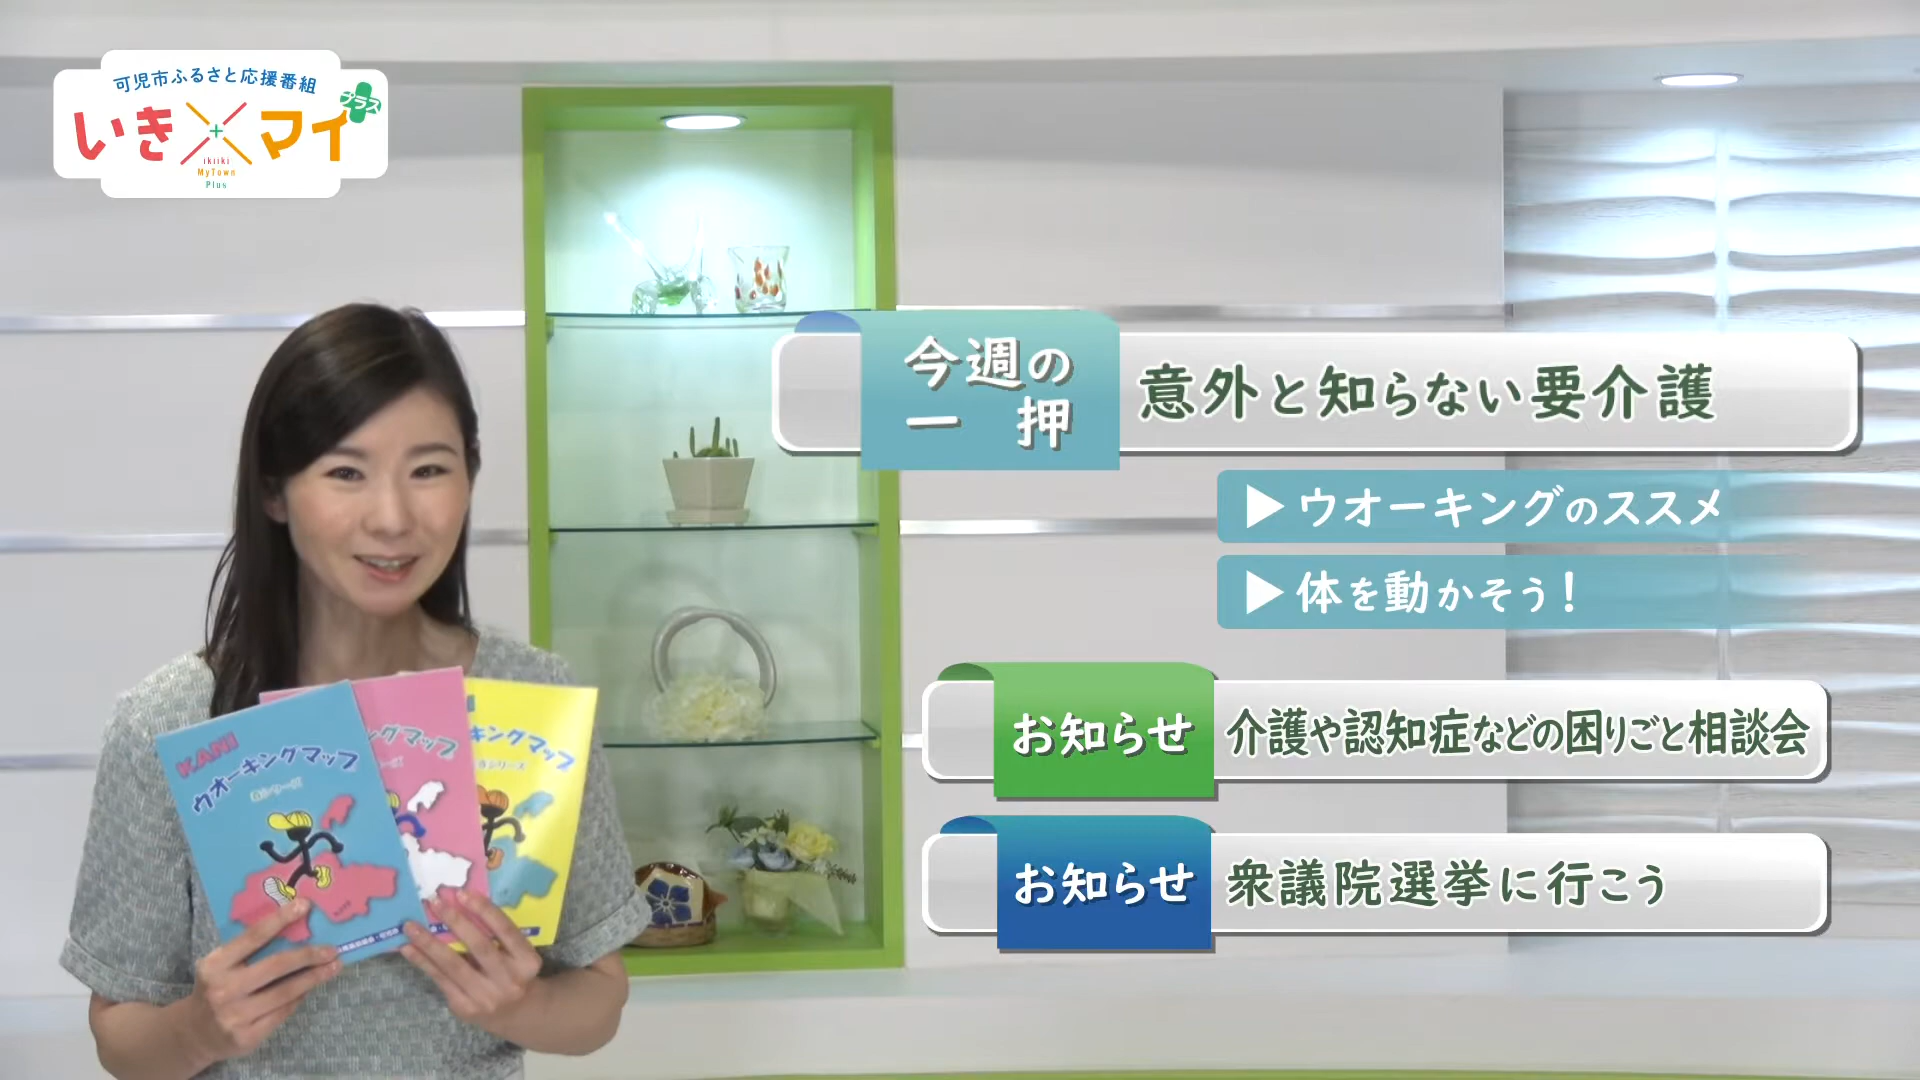 可児市ふるさと応援番組
いき×マイ
プラス
ikiiki
MyTown
Plus
今週の
一押
意外と知らない要介護
▶ウオーキングのススメ
▶体を動かそう！
お知らせ
介護や認知症などの困りごと相談会
お知らせ
衆議院選挙に行こう
KANI
ウオーキングマップ
ングマップ
キングマップ
シリーズ